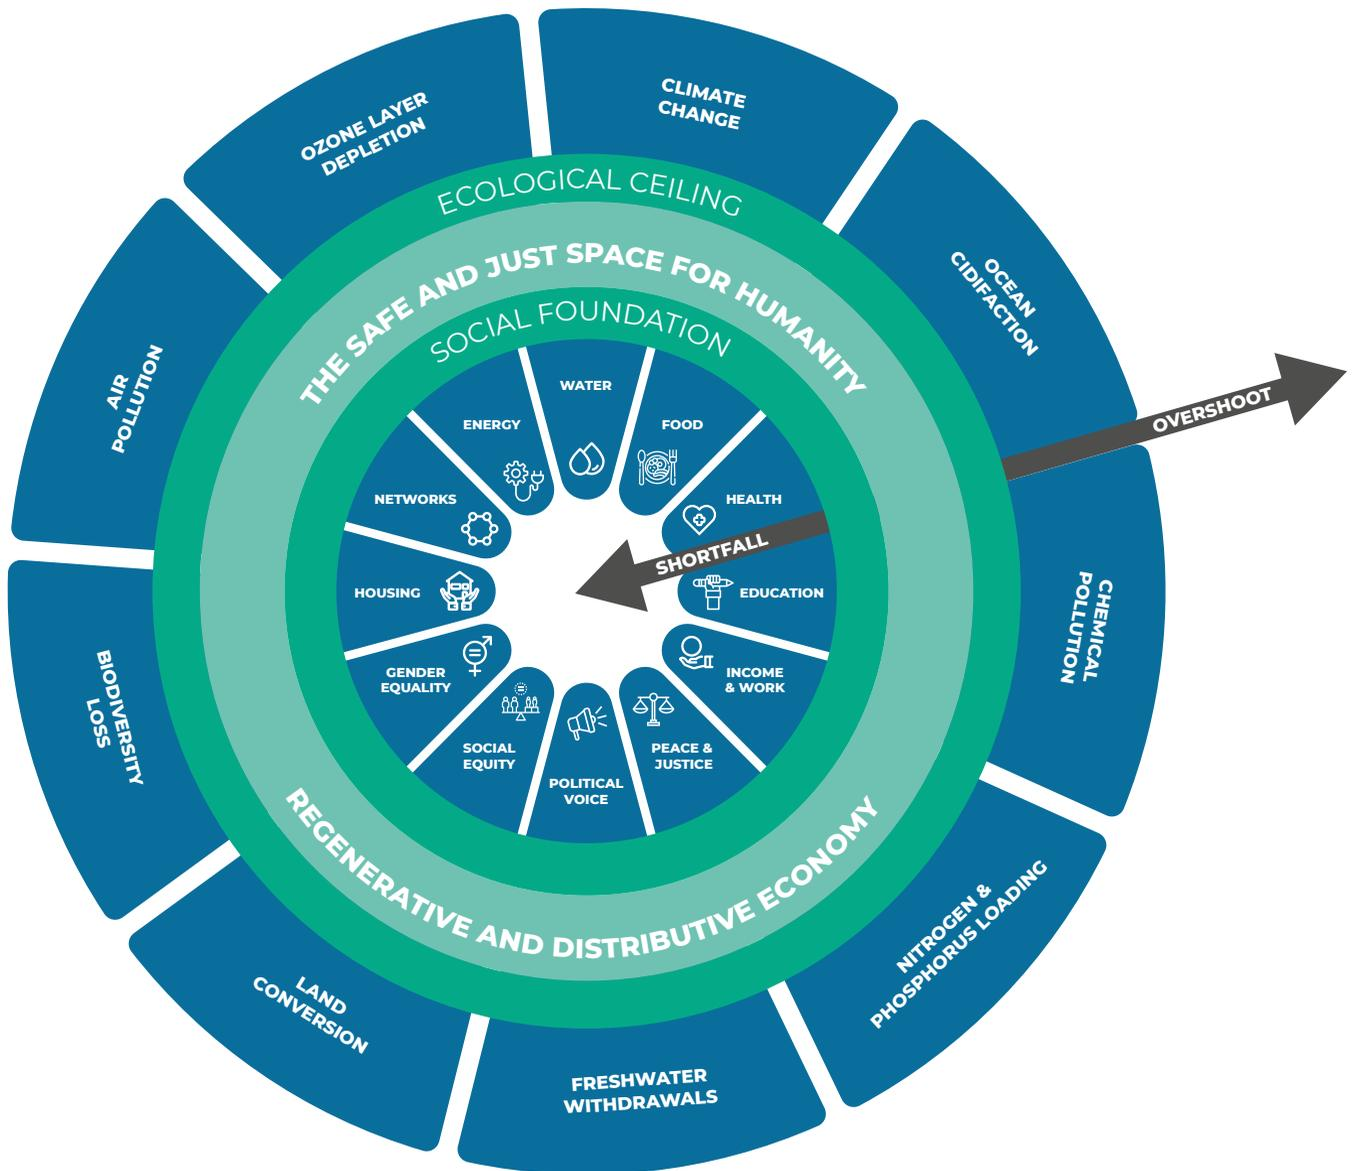 CLIMATE
CHANGE
OCEAN
CIDIFACTION
OVERSHOOT
CHEMICAL
POLLUTION
NITROGEN &
PHOSPHORUS LOADING
FRESHWATER
WITHDRAWALS
LAND
CONVERSION
BIODIVERSITY
LOSS
AIR
POLLUTION
OZONE LAYER
DEPLETION
ECOLOGICAL CEILING
THE SAFE AND JUST SPACE FOR HUMANITY
SOCIAL FOUNDATION
WATER
FOOD
HEALTH
SHORTFALL
EDUCATION
INCOME
& WORK
PEACE &
JUSTICE
POLITICAL
VOICE
SOCIAL
EQUITY
GENDER
EQUALITY
HOUSING
NETWORKS
ENERGY
REGENERATIVE AND DISTRIBUTIVE ECONOMY